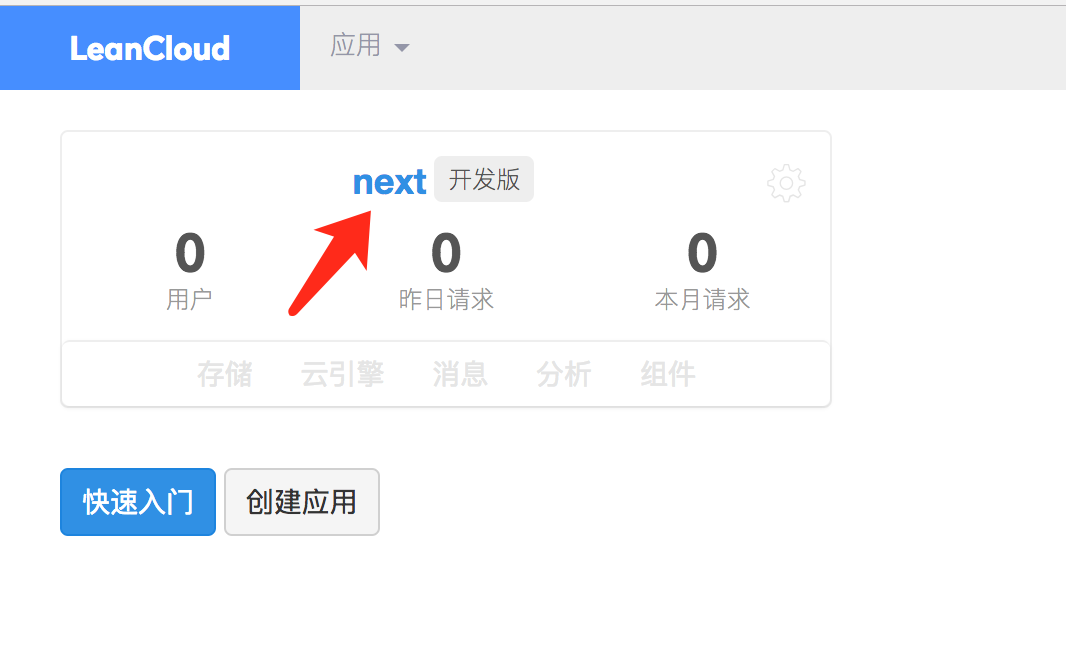 LeanCloud 应用
next 开发版
0 0 0
用户 昨日请求 本月请求
存储 云引擎 消息 分析 组件
快速入门 创建应用